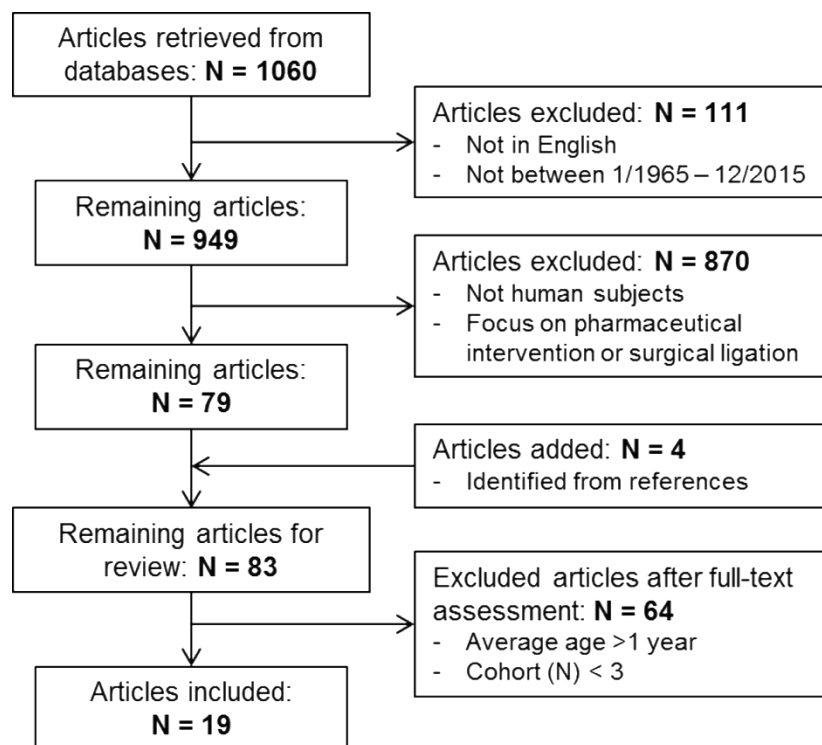 Articles retrieved from
databases: N = 1060
Articles excluded: N = 111
- Not in English
- Not between 1/1965 – 12/2015
Remaining articles:
N = 949
Articles excluded: N = 870
- Not human subjects
- Focus on pharmaceutical
intervention or surgical ligation
Remaining articles:
N = 79
Articles added: N = 4
- Identified from references
Remaining articles for
review: N = 83
Excluded articles after full-text
assessment: N = 64
- Average age >1 year
- Cohort (N) < 3
Articles included:
N = 19